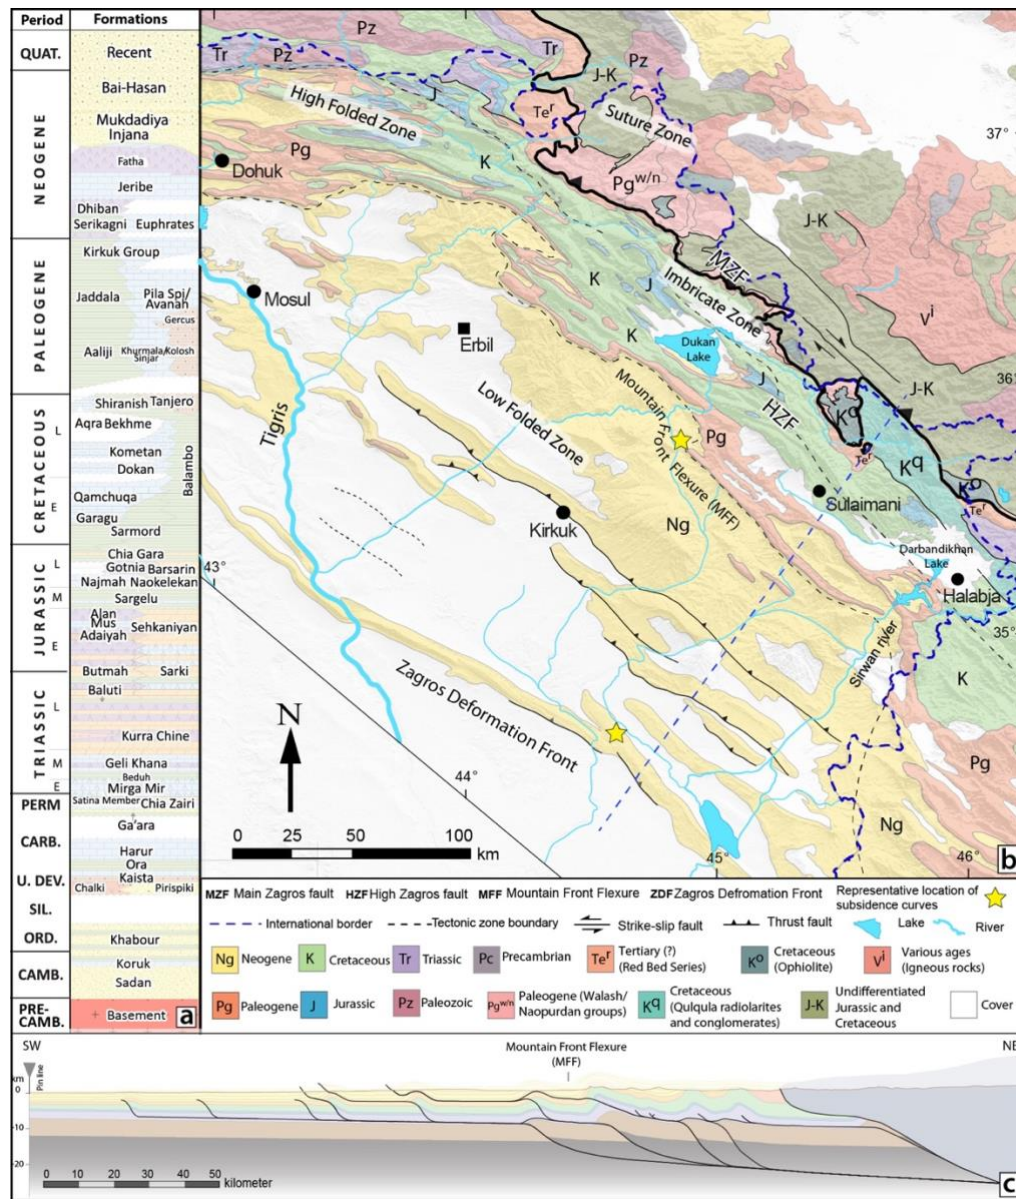 Period Formations
QUAT.
Recent
Bai-Hasan
Mukdadiya
Injana
NEOGENE
Fatha
Jeribe
Dhiban
Serikagni Euphrates
Kirkuk Group
PALEOGENE
Jaddala
Pila Spi/
Avanah
Gercus
Aaliji
Khurmala/Kolosh
Sinjar
Shiranish Tanjero
CRETACEOUS
L
Aqra Bekhme
Kometan
Dokan
Balambo
E
Qamchuqa
Garagu
Sarmord
JURASSIC
L
Chia Gara
Gotnia Barsarin
Najmah Naokelekan
M
Sargelu
Alan
Mus
Adaiyah
Sehkaniyan
E
Butmah Sarki
TRIASSIC
Baluti
L
Kurra Chine
M
Geli Khana
Beduh
E
Mirga Mir
PERM
Satina Member Chia Zairi
Ga'ara
CARB.
Harur
Ora
Kaista
U. DEV.
Chalki Pirispiki
SIL.
ORD.
Khabour
Koruk
CAMB.
Sadan
PRE-
CAMB.
Basement
a
Pz
Tr
Pz
Tr
Pz
J-K
J
High Folded Zone
Te r
Suture Zone
37°
Pg
K
Dohuk
Pg w/n
J-K
MZF
K
J
Imbricate Zone
V i
Mosul
Erbil
K
Dukan
Lake
J
36°
J-K
Tigris
Low Folded Zone
Mountain Front Flexure (MFF)
Pg
HZF
K o
Te r
K q
Sulaimani
K o
Te r
Kirkuk
Ng
Darbandikhan
Lake
43°
Halabja
35°
Sirwan river
K
Zagros Deformation Front
N
Pg
44°
Ng
0 25 50 100
km
45°
46°
b
MZF Main Zagros fault HZF High Zagros fault MFF Mountain Front Flexure ZDF Zagros Defromation Front
Representative location of
subsidence curves
International border Tectonic zone boundary Strike-slip fault Thrust fault Lake River
Ng Neogene K Cretaceous Tr Triassic Pc Precambrian Te r Tertiary (?)
(Red Bed Series) K o Cretaceous
(Ophiolite) V i Various ages
(Igneous rocks)
Pg Paleogene J Jurassic Pz Paleozoic Pg w/n Paleogene (Walash/
Naopurdan groups) K q Cretaceous
(Qulqula radiolarites
and conglomerates) J-K Undifferentiated
Jurassic and
Cretaceous Cover
SW
NE
Mountain Front Flexure
(MFF)
Pin line
km
0
-10
-20
0 10 20 30 40 50
kilometer
c